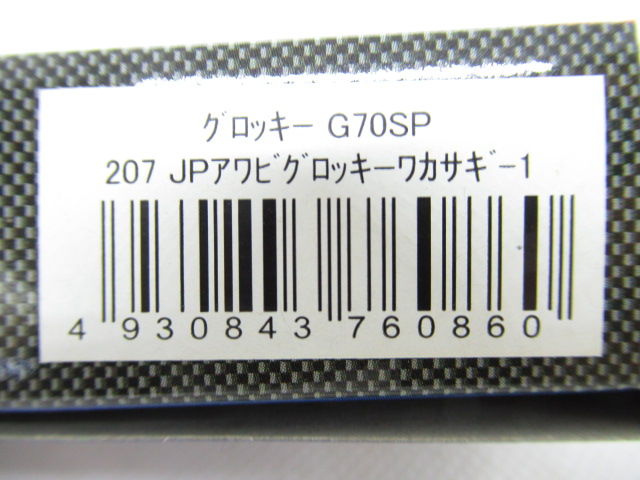 ｸﾞﾛｯｷｰ G70SP
207 JPｱﾜﾋﾞｸﾞﾛｯｷｰﾜｶｻｷﾞｰ1
4 930843 760860